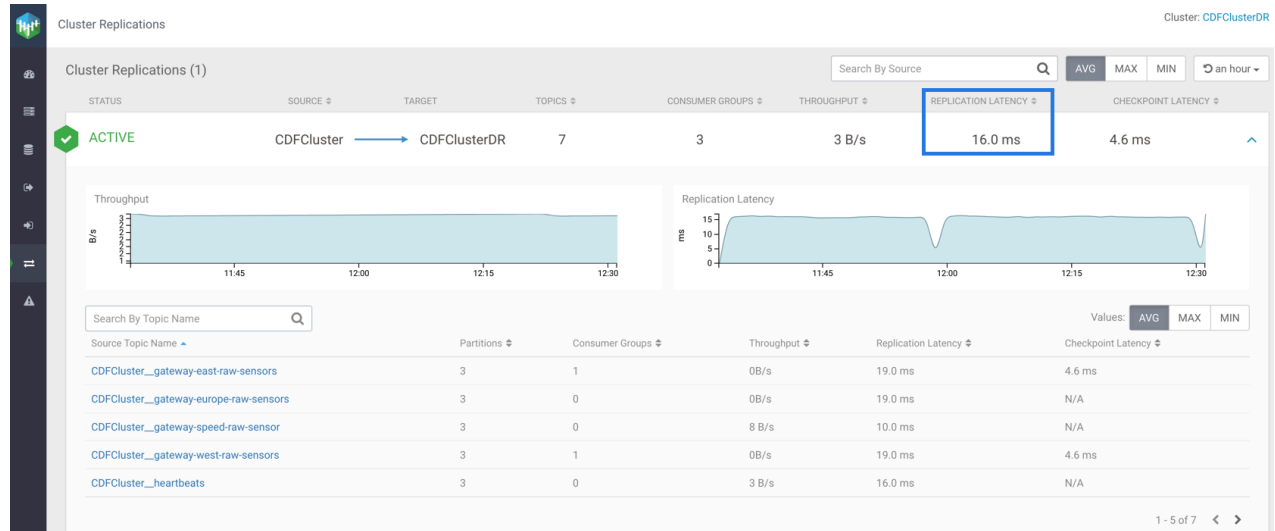 Cluster Replications
Cluster: CDFClusterDR
Cluster Replications (1)
Search By Source
AVG MAX MIN
an hour
STATUS SOURCE TARGET TOPICS CONSUMER GROUPS THROUGHPUT REPLICATION LATENCY CHECKPOINT LATENCY
ACTIVE CDFCluster CDFClusterDR 7 3 3 B/s 16.0 ms 4.6 ms
Throughput
B/s
3
2
2
2
2
1
11:45 12:00 12:15 12:30
Replication Latency
ms
15
10
5
0
11:45 12:00 12:15 12:30
Search By Topic Name
Values: AVG MAX MIN
Source Topic Name Partitions Consumer Groups Throughput Replication Latency Checkpoint Latency
CDFCluster__gateway-east-raw-sensors 3 1 0B/s 19.0 ms 4.6 ms
CDFCluster__gateway-europe-raw-sensors 3 0 0B/s 19.0 ms N/A
CDFCluster__gateway-speed-raw-sensor 3 0 8 B/s 10.0 ms N/A
CDFCluster__gateway-west-raw-sensors 3 1 0B/s 19.0 ms 4.6 ms
CDFCluster__heartbeats 3 0 3 B/s 16.0 ms N/A
1 - 5 of 7